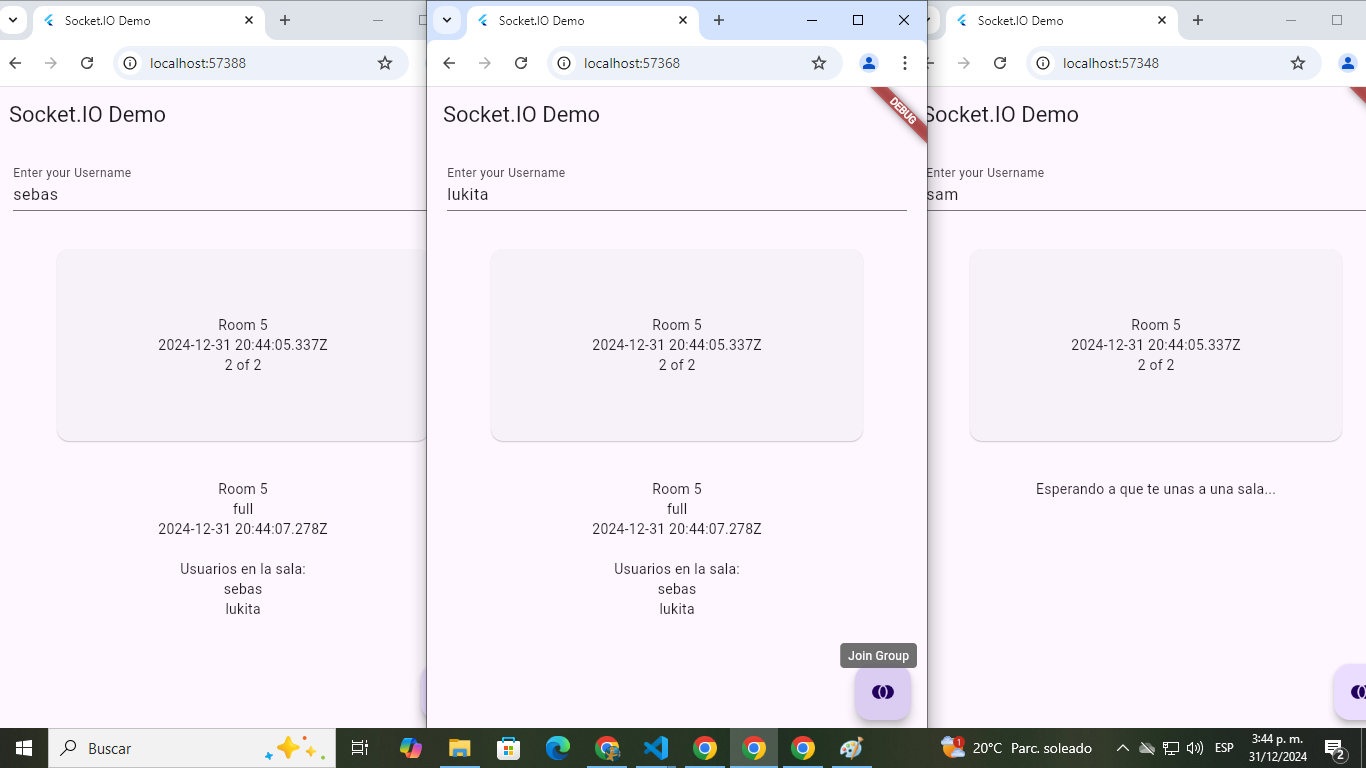 Socket.IO Demo
localhost:57388
Socket.IO Demo
Enter your Username
sebas
Room 5
2024-12-31 20:44:05.337Z
2 of 2
Room 5
full
2024-12-31 20:44:07.278Z
Usuarios en la sala:
sebas
lukita
Socket.IO Demo
localhost:57368
DEBUG
Socket.IO Demo
Enter your Username
lukita
Room 5
2024-12-31 20:44:05.337Z
2 of 2
Room 5
full
2024-12-31 20:44:07.278Z
Usuarios en la sala:
sebas
lukita
Join Group
Socket.IO Demo
localhost:57348
Socket.IO Demo
Enter your Username
sam
Room 5
2024-12-31 20:44:05.337Z
2 of 2
Esperando a que te unas a una sala...
Buscar
1
20°C Parc. soleado
ESP
3:44 p. m.
31/12/2024
2